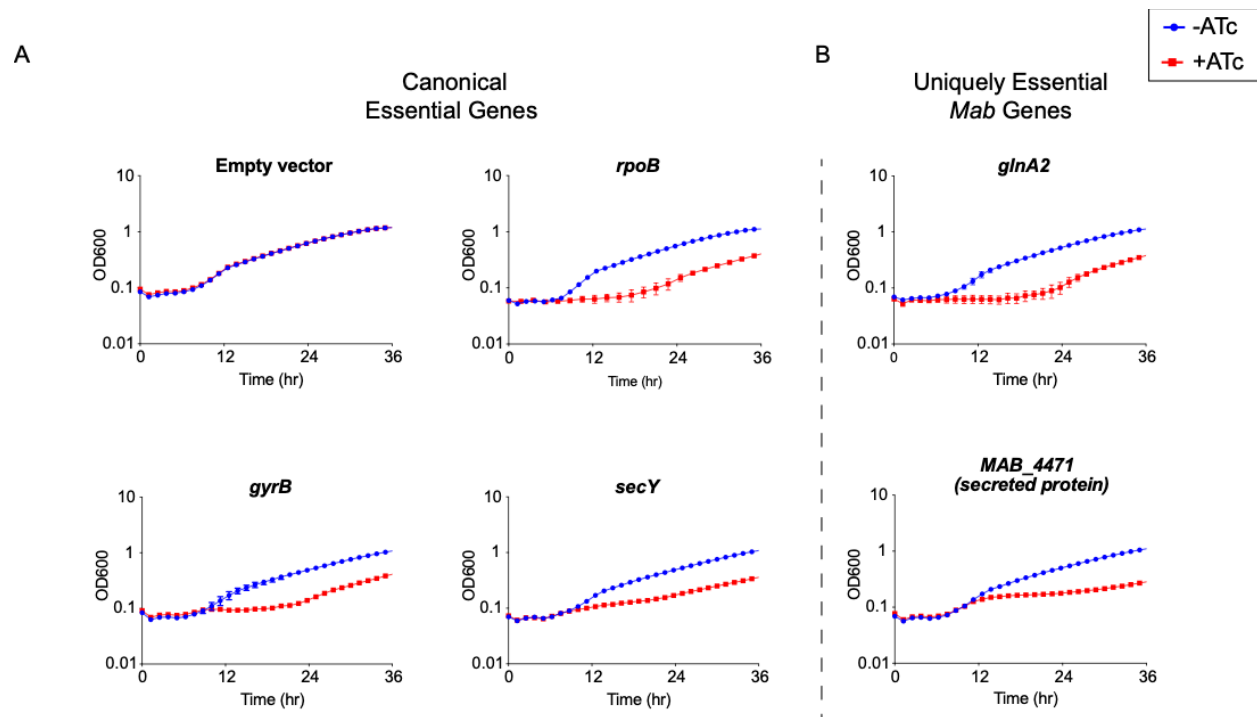 A
Canonical
Essential Genes
B
Uniquely Essential
Mab Genes
-ATc
+ATc
Empty vector
10
1
0.1
0.01
OD600
0
12
24
36
Time (hr)
rpoB
10
1
0.1
0.01
OD600
0
12
24
36
Time (hr)
glnA2
10
1
0.1
0.01
OD600
0
12
24
36
Time (hr)
gyrB
10
1
0.1
0.01
OD600
0
12
24
36
Time (hr)
secY
10
1
0.1
0.01
OD600
0
12
24
36
Time (hr)
MAB_4471
(secreted protein)
10
1
0.1
0.01
OD600
0
12
24
36
Time (hr)